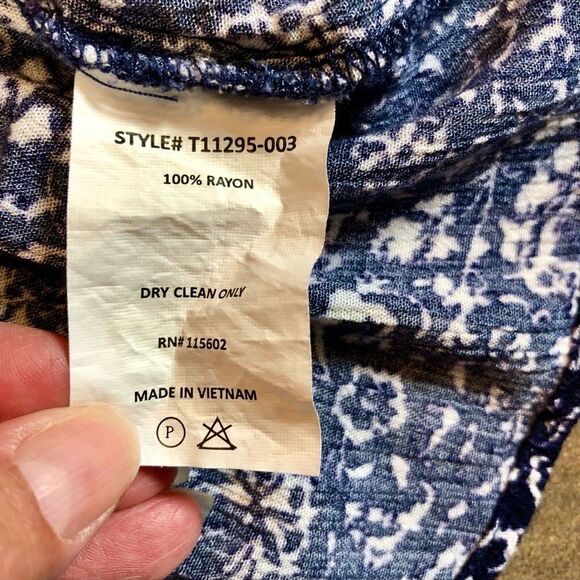 STYLE# T11295-003
100% RAYON
DRY CLEAN ONLY
RN# 115602
MADE IN VIETNAM
P